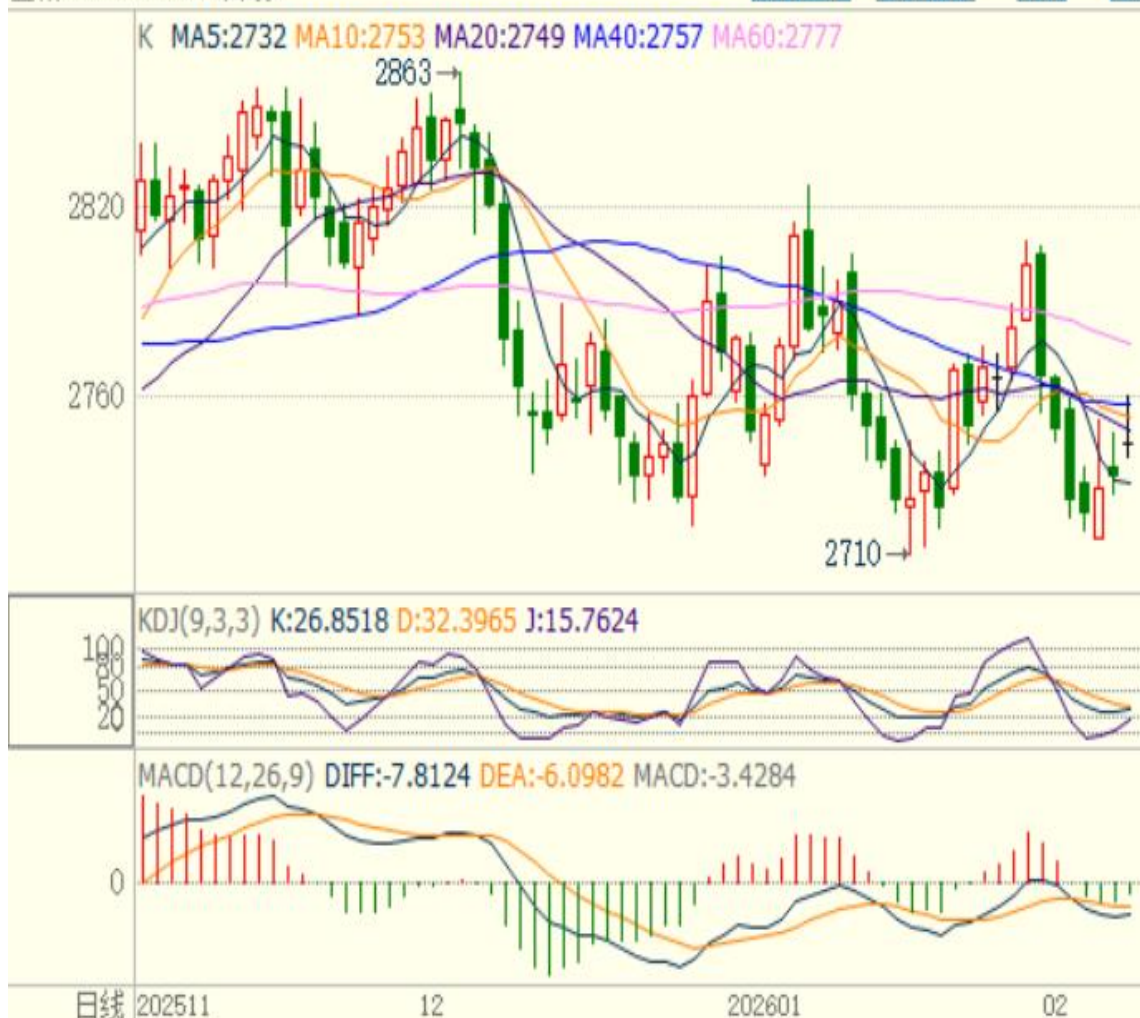 K MA5:2732 MA10:2753 MA20:2749 MA40:2757 MA60:2777
2863
2820
2760
2710
KDJ(9,3,3) K:26.8518 D:32.3965 J:15.7624
100
80
50
20
0
MACD(12,26,9) DIFF:-7.8124 DEA:-6.0982 MACD:-3.4284
0
日线 202511 12 202601 02